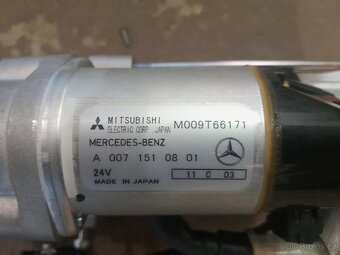 MITSUBISHI
ELECTRIC CORP. JAPAN M009T66171
MERCEDES-BENZ
A 007 151 08 01
24V 11 C 03
MADE IN JAPAN